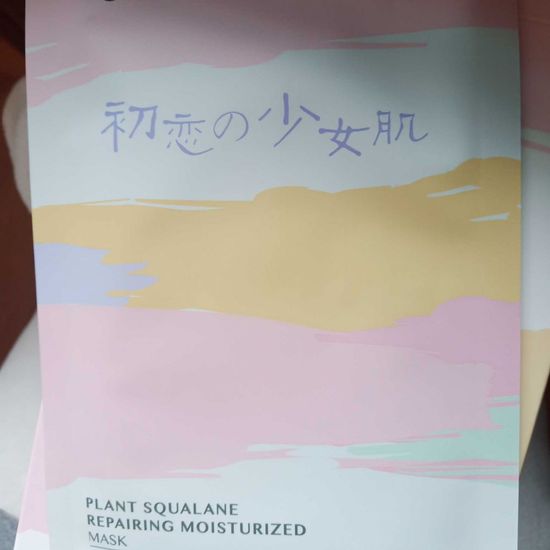 初恋の少女肌
PLANT SQUALANE
REPAIRING MOISTURIZED
MASK